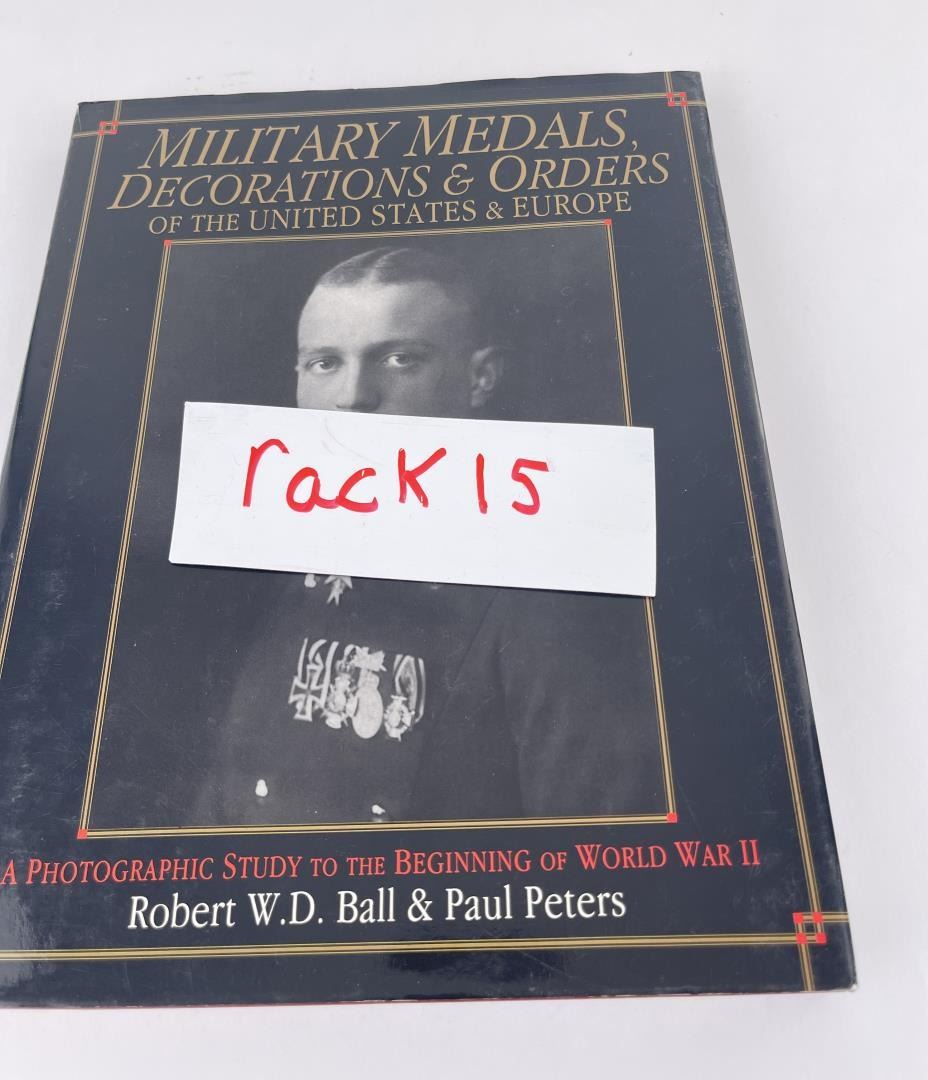 MILITARY MEDALS,
DECORATIONS & ORDERS
OF THE UNITED STATES & EUROPE
rack 15
A PHOTOGRAPHIC STUDY TO THE BEGINNING OF WORLD WAR II
Robert W.D. Ball & Paul Peters